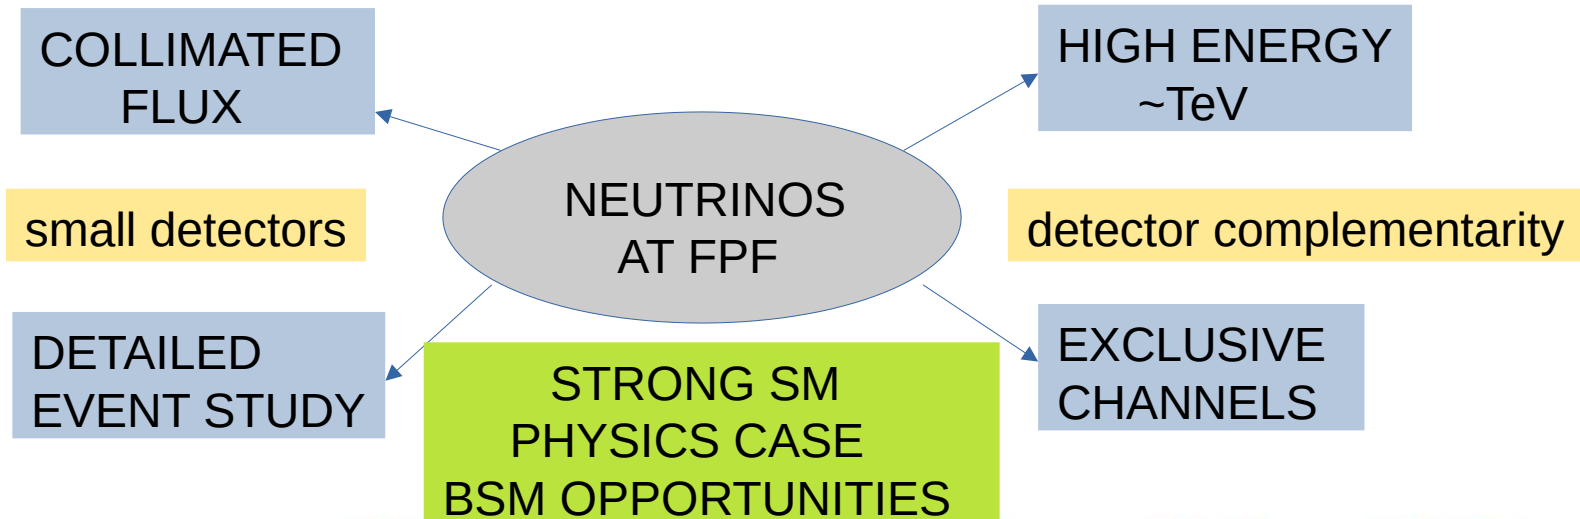 COLLIMATED
FLUX
HIGH ENERGY
~TeV
NEUTRINOS
AT FPF
small detectors
detector complementarity
DETAILED
EVENT STUDY
EXCLUSIVE
CHANNELS
STRONG SM
PHYSICS CASE
BSM OPPORTUNITIES